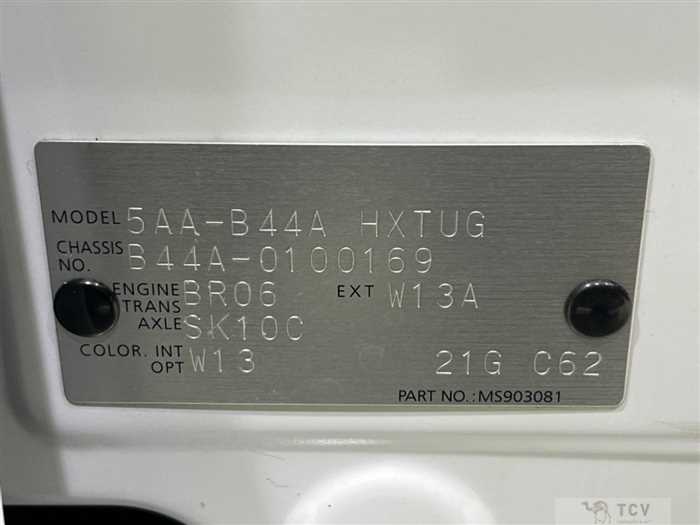 MODEL 5AA-B44A HXTUG
CHASSIS NO. B44A-0100169
ENGINE BR06 EXT W13A
TRANS AXLE SK10C
COLOR. INT OPT W13 21G C62
PART NO.:MS903081
TCV